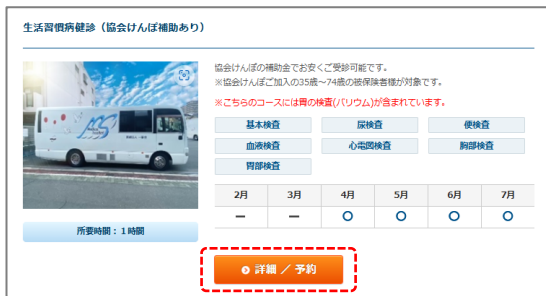 生活習慣病健診（協会けんぽ補助あり）
協会けんぽの補助金でお安くご受診可能です。
※協会けんぽご加入の35歳～74歳の被保険者様が対象です。
※こちらのコースには胃の検査(バリウム)が含まれています。
基本検査 尿検査 便検査
血液検査 心電図検査 胸部検査
胃部検査
2月 3月 4月 5月 6月 7月
ー ー ○ ○ ○ ○
所要時間：1時間
詳細 ／ 予約